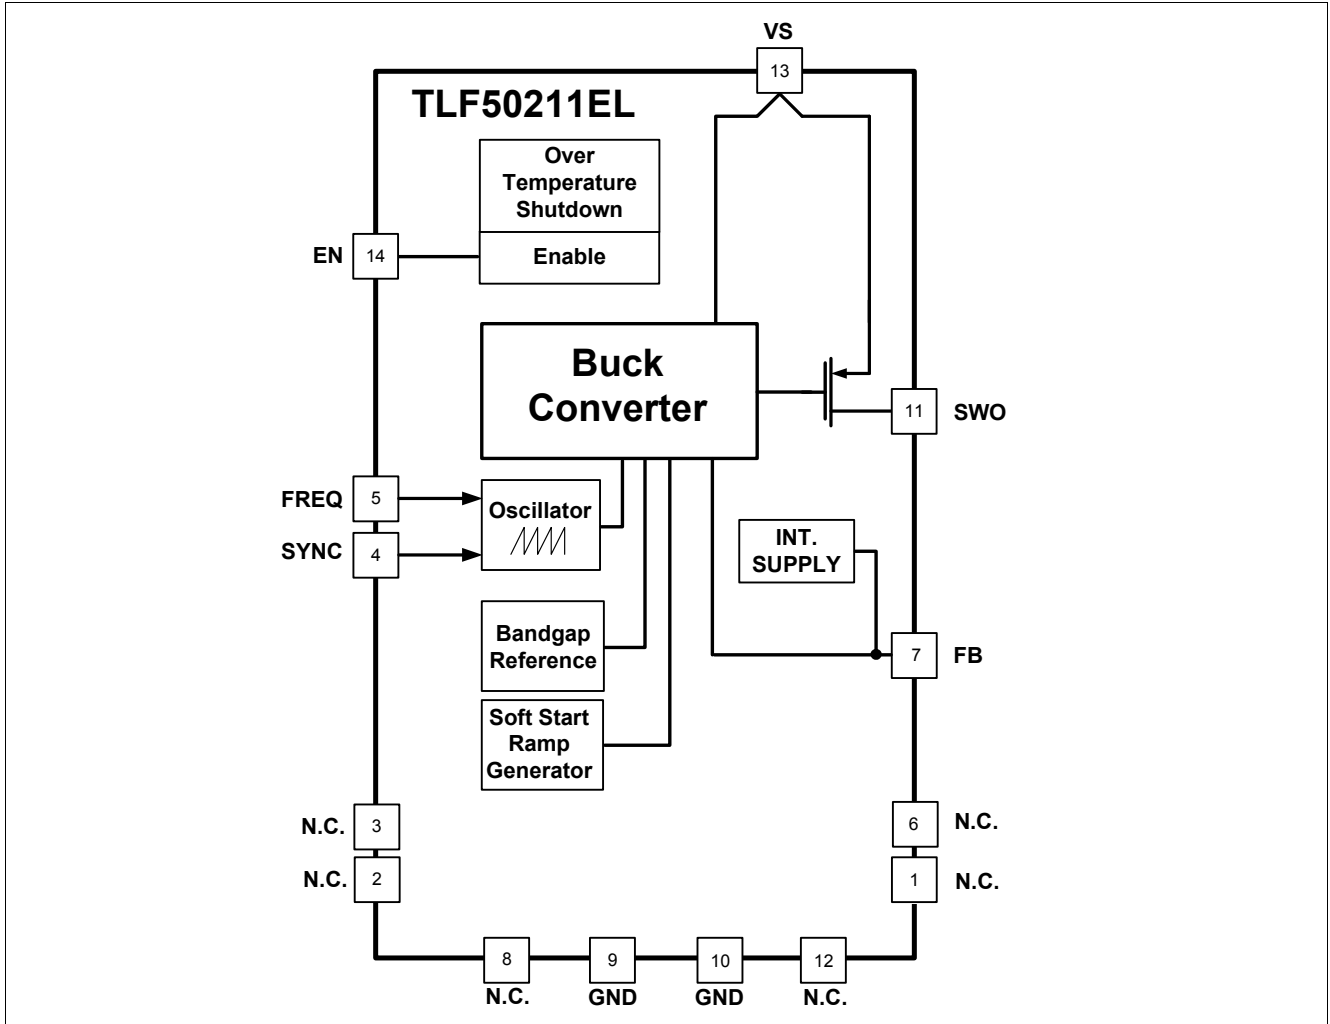 VS
13
TLF50211EL
Over
Temperature
Shutdown
EN
14
Enable
Buck
Converter
11
SWO
FREQ
5
Oscillator
SYNC
4
INT.
SUPPLY
Bandgap
Reference
7
FB
Soft Start
Ramp
Generator
N.C.
3
6
N.C.
N.C.
2
1
N.C.
8
9
10
12
N.C.
GND
GND
N.C.